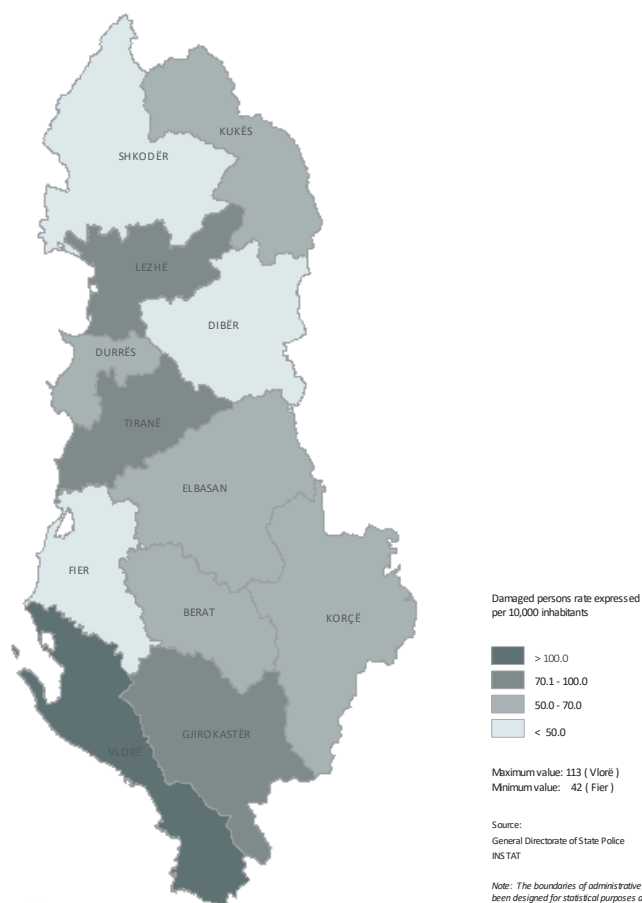 KUKËS
SHKODËR
LEZHË
DIBËR
DURRËS
TIRANË
ELBASAN
FIER
BERAT
KORÇË
GJIROKASTËR
VLORË
Damaged persons rate expressed
per 10,000 inhabitants
> 100.0
70.1 - 100.0
50.0 - 70.0
< 50.0
Maximum value: 113 ( Vlorë )
Minimum value: 42 ( Fier )
Source:
General Directorate of State Police
INSTAT
Note: The boundaries of administrative
been designed for statistical purposes